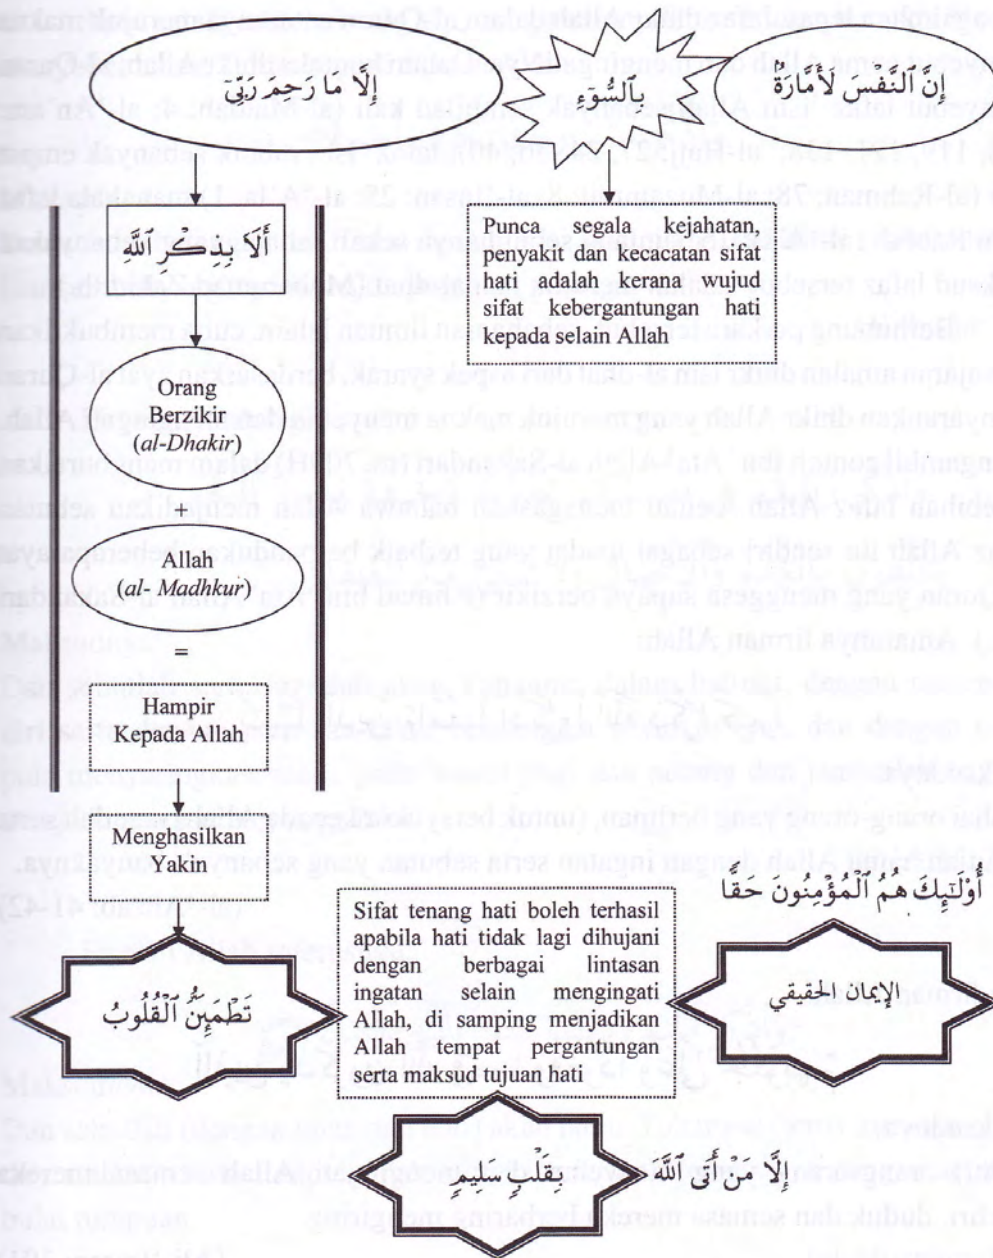 إِنَّ ٱلنَّفْسَ لَأَمَّارَةٌۢ
بِٱلسُّوٓءِ
إِلَّا مَا رَحِمَ رَبِّىٓ
Punca segala kejahatan,
penyakit dan kecacatan sifat
hati adalah kerana wujud
sifat kebergantungan hati
kepada selain Allah
أَلَا بِذِكْرِ ٱللَّهِ
Orang
Berzikir
(al-Dhakir)
+
Allah
(al- Madhkur)
=
Hampir
Kepada Allah
Menghasilkan
Yakin
تَطْمَئِنُّ ٱلْقُلُوبُ
Sifat tenang hati boleh terhasil
apabila hati tidak lagi dihujani
dengan berbagai lintasan
ingatan selain mengingati
Allah, di samping menjadikan
Allah tempat pergantungan
serta maksud tujuan hati
أُوْلَـٰٓئِكَ هُمُ ٱلْمُؤْمِنُونَ حَقًّا
الإيمان الحقيقي
إِلَّا مَنْ أَتَى ٱللَّهَ
بِقَلْبٍ سَلِيمٍ